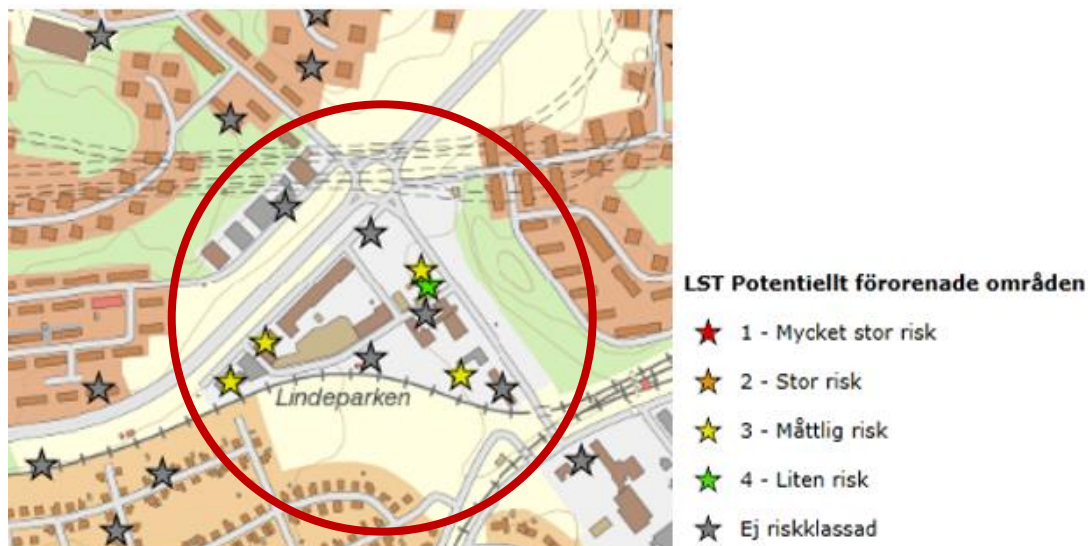 Lindeparken
LST Potentiellt förorenade områden
1 - Mycket stor risk
2 - Stor risk
3 - Måttlig risk
4 - Liten risk
Ej riskklassad